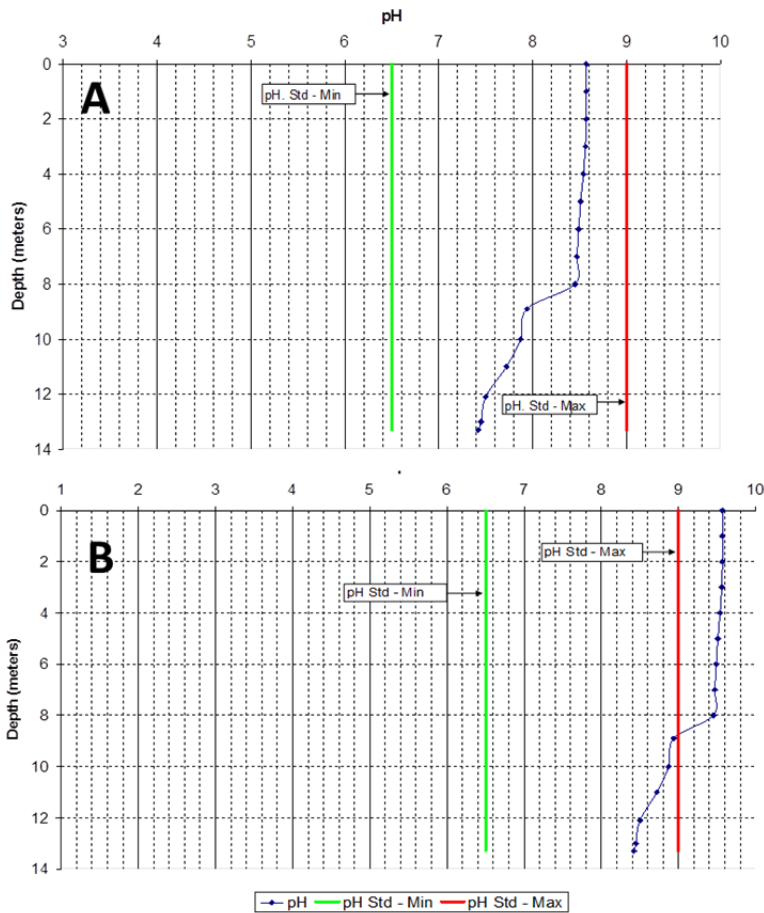 pH
3 4 5 6 7 8 9 10
0
A
pH. Std - Min
2
4
6
Depth (meters)
8
10
12
pH. Std - Max
14
1 2 3 4 5 6 7 8 9 10
0
B
pH Std - Max
2
pH Std - Min
4
6
Depth (meters)
8
10
12
14
pH pH Std - Min pH Std - Max